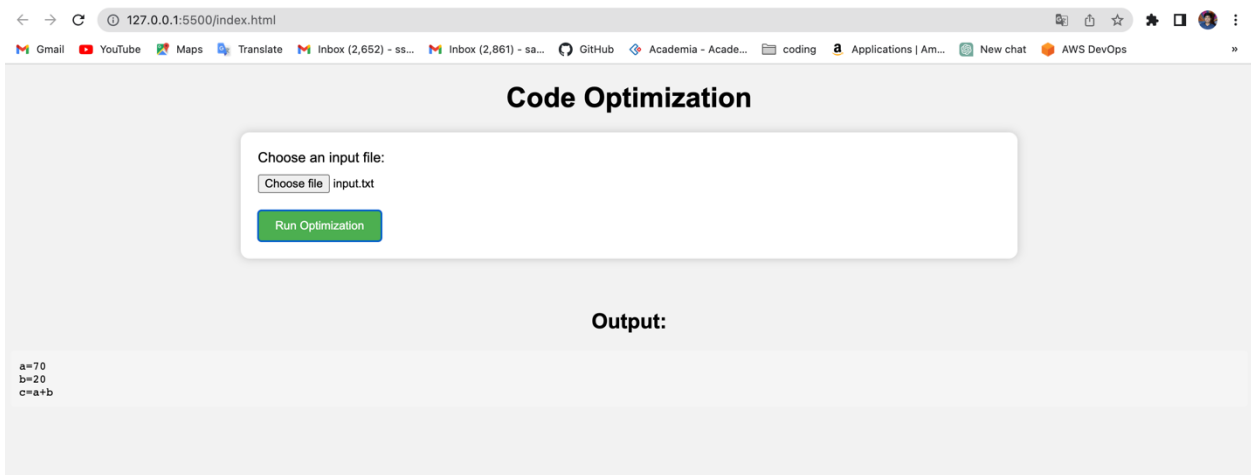 127.0.0.1:5500/index.html
Gmail YouTube Maps Translate Inbox (2,652) - ss... Inbox (2,861) - sa... GitHub Academia - Acade... coding Applications | Am... New chat AWS DevOps »
Code Optimization
Choose an input file:
Choose file input.txt
Run Optimization
Output:
a=70
b=20
c=a+b